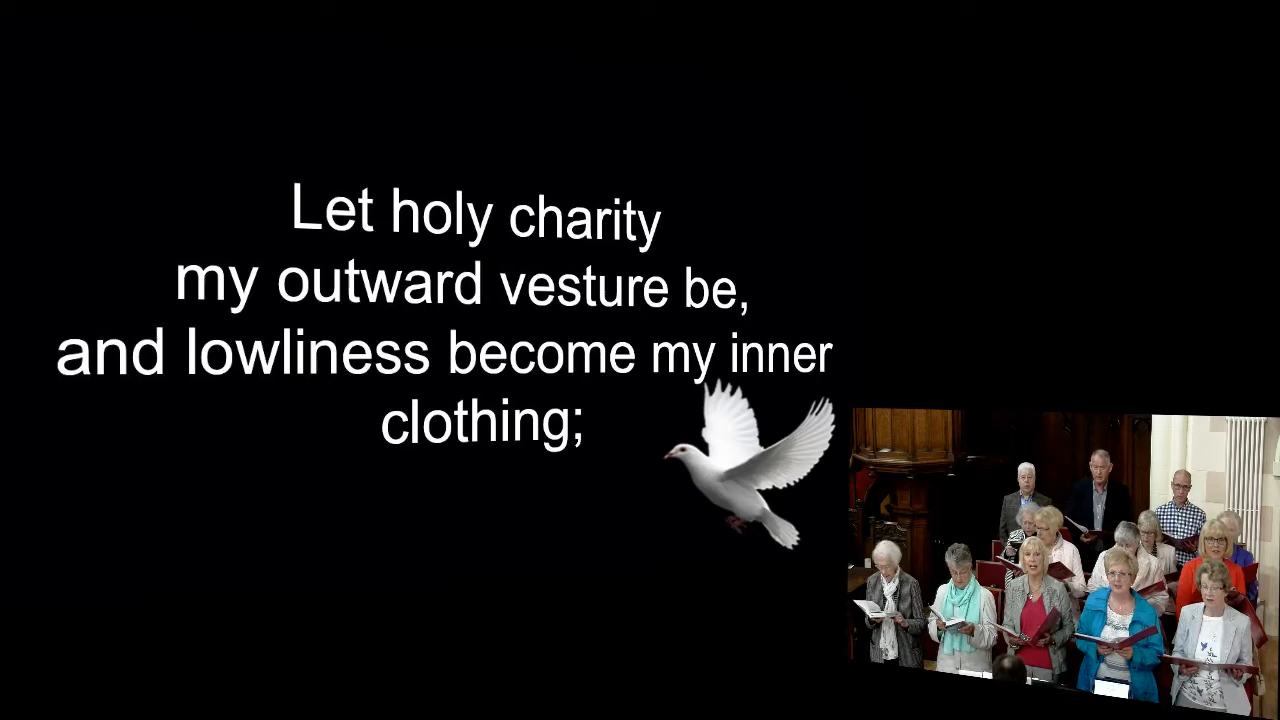 Let holy charity
my outward vesture be,
and lowliness become my inner
clothing;